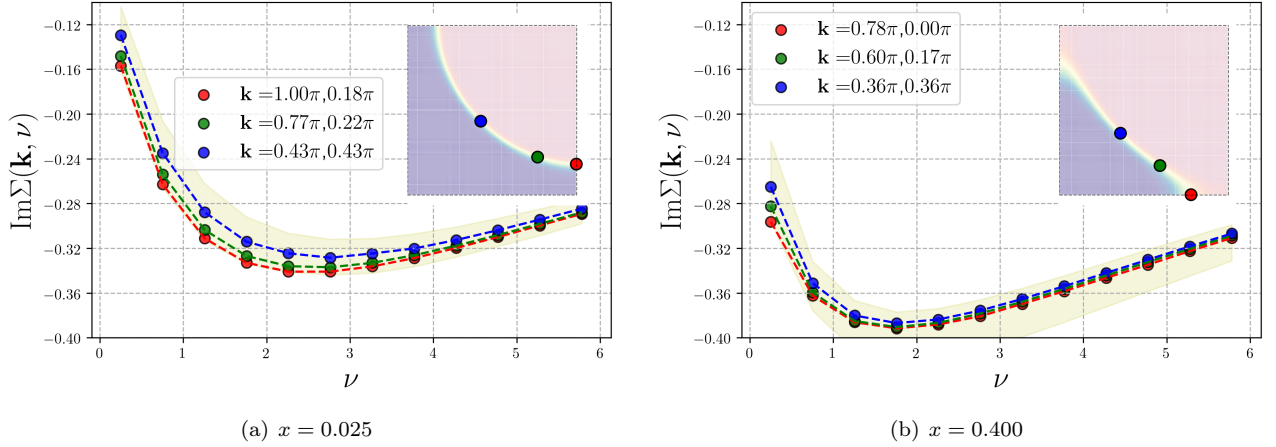 −0.12
−0.16
−0.20
−0.24
−0.28
−0.32
−0.36
−0.40
ImΣ(k, ν)
k =1.00π,0.18π
k =0.77π,0.22π
k =0.43π,0.43π
0 1 2 3 4 5 6
ν
(a) x = 0.025
−0.12
−0.16
−0.20
−0.24
−0.28
−0.32
−0.36
−0.40
ImΣ(k, ν)
k =0.78π,0.00π
k =0.60π,0.17π
k =0.36π,0.36π
0 1 2 3 4 5 6
ν
(b) x = 0.400